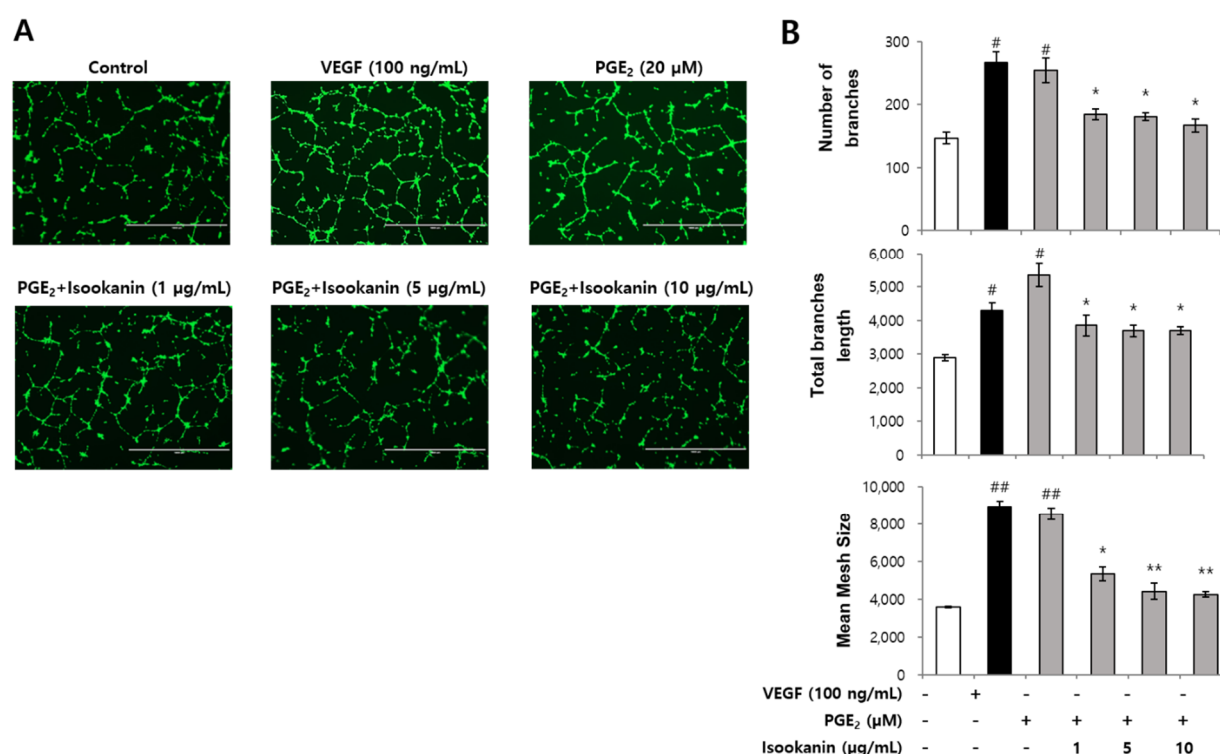 A
Control
VEGF (100 ng/mL)
PGE₂ (20 μM)
PGE₂+Isookanin (1 μg/mL)
PGE₂+Isookanin (5 μg/mL)
PGE₂+Isookanin (10 μg/mL)
B
Number of
branches
300
200
100
0
# # * * *
Total branches
length
6,000
5,000
4,000
3,000
2,000
1,000
0
# # * * *
Mean Mesh Size
10,000
8,000
6,000
4,000
2,000
0
## ## * ** **
VEGF (100 ng/mL) - + - - - -
PGE₂ (μM) - - + + + +
Isookanin (μg/mL) - - - 1 5 10